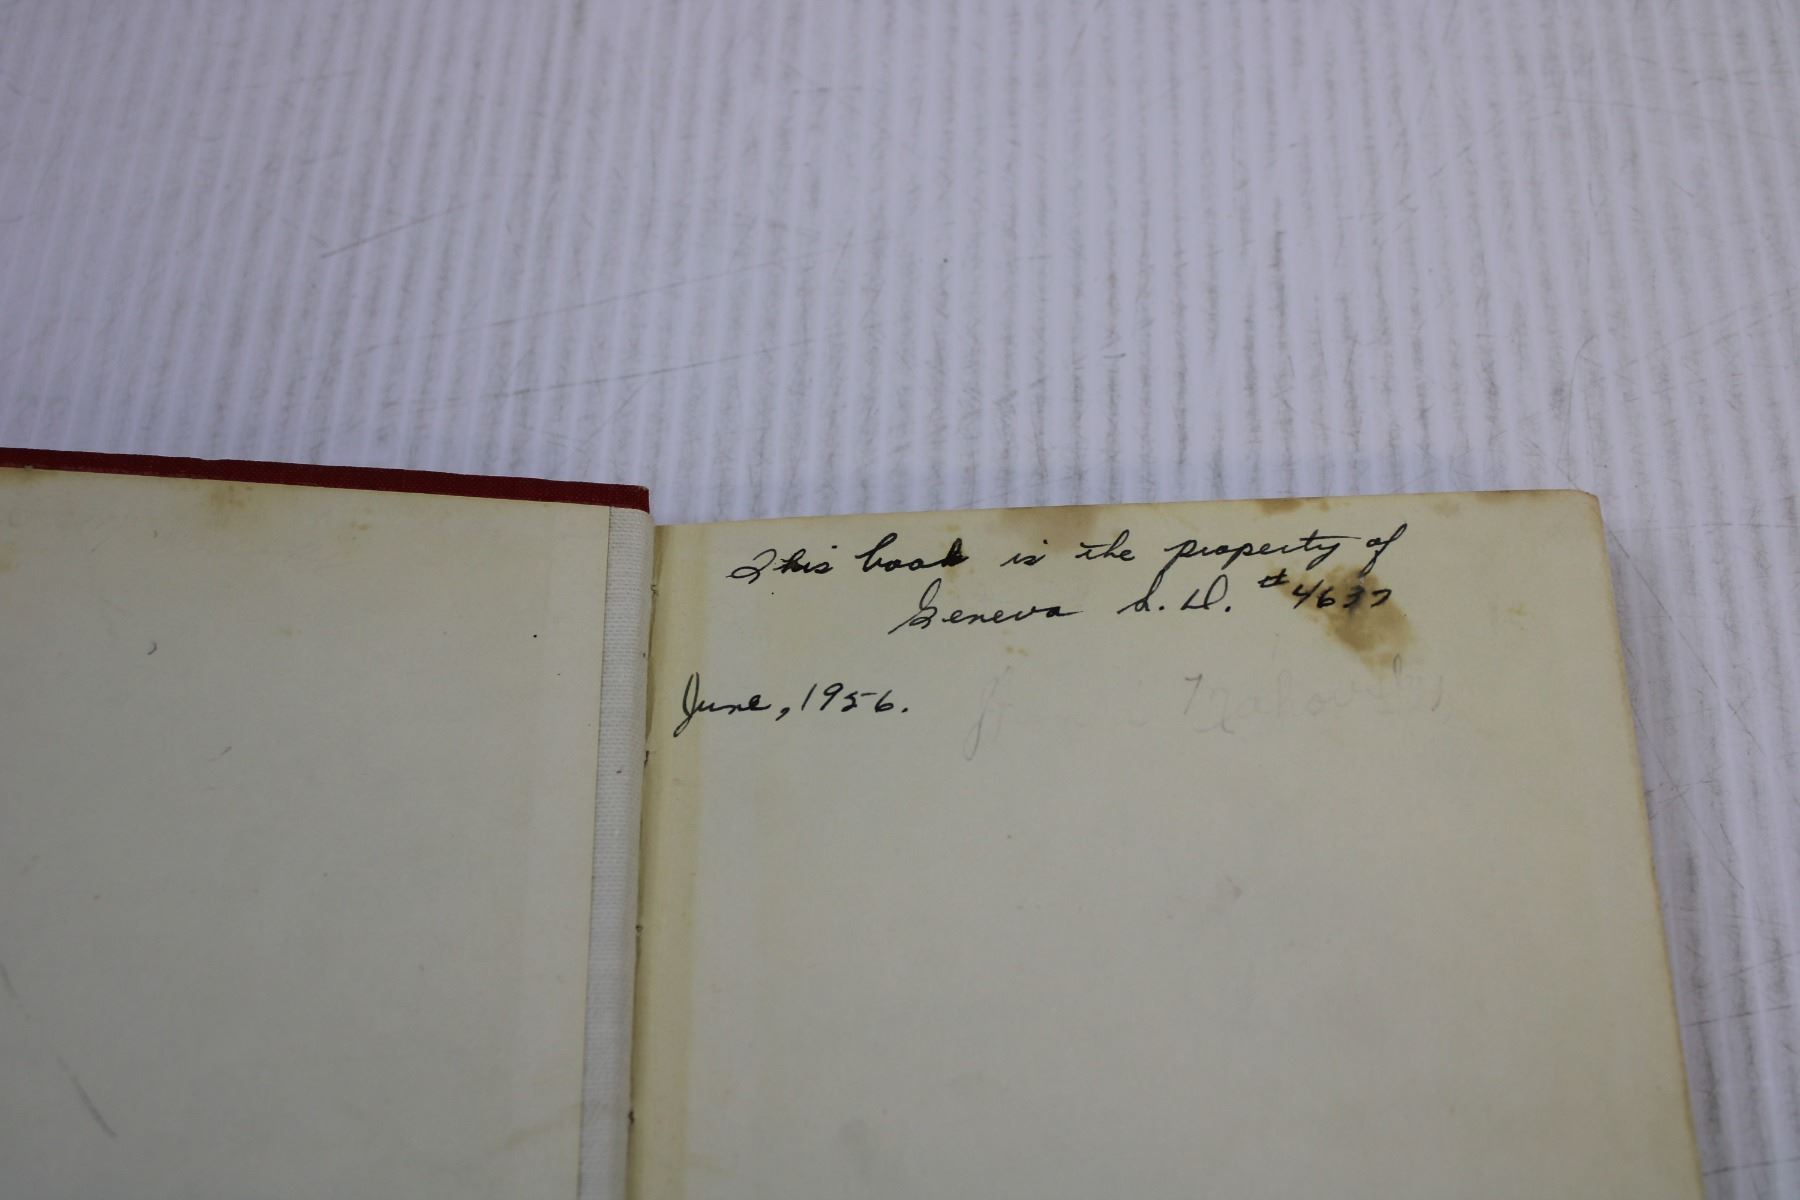 This book is the property of
Geneva S. D. #4637
June, 1956.